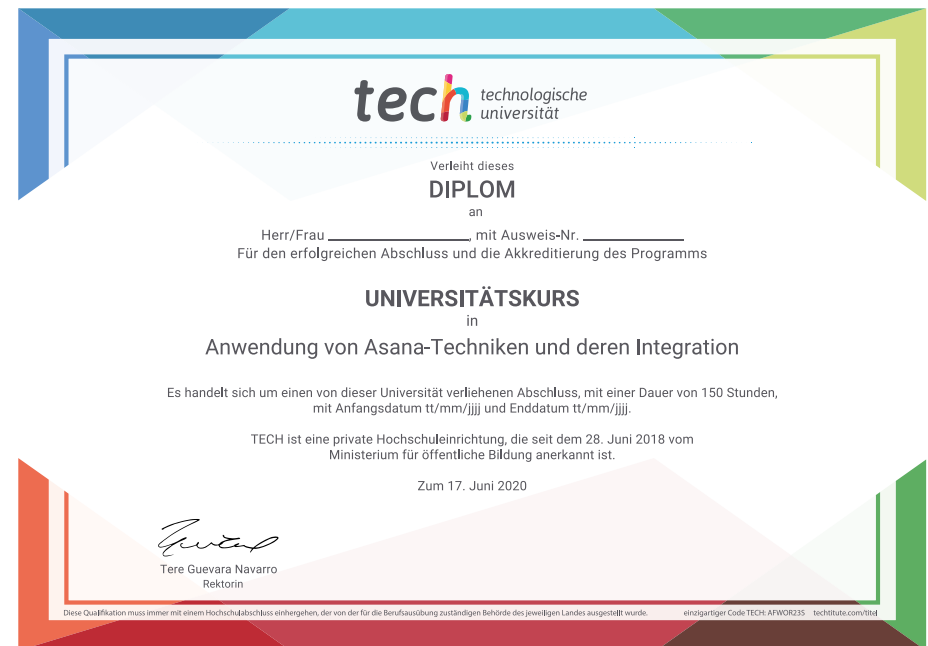 tech technologische
universität
Verleiht dieses
DIPLOM
an
Herr/Frau ____________________, mit Ausweis-Nr. ______________
Für den erfolgreichen Abschluss und die Akkreditierung des Programms
UNIVERSITÄTSKURS
in
Anwendung von Asana-Techniken und deren Integration
Es handelt sich um einen von dieser Universität verliehenen Abschluss, mit einer Dauer von 150 Stunden,
mit Anfangsdatum tt/mm/jjjj und Enddatum tt/mm/jjjj.
TECH ist eine private Hochschuleinrichtung, die seit dem 28. Juni 2018 vom
Ministerium für öffentliche Bildung anerkannt ist.
Zum 17. Juni 2020
Tere Guevara Navarro
Rektorin
Diese Qualifikation muss immer mit einem Hochschulabschluss einhergehen, der von der für die Berufsausübung zuständigen Behörde des jeweiligen Landes ausgestellt wurde. einzigartiger Code TECH: AFWOR23S techtitute.com/titel